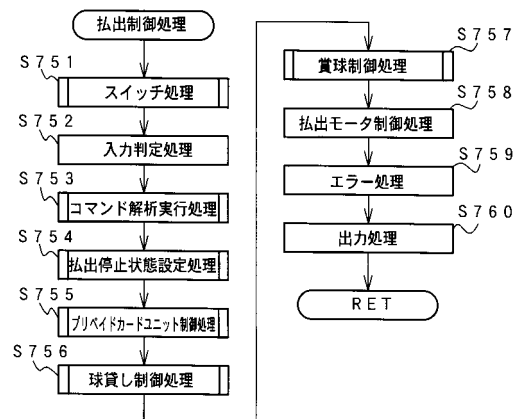 払出制御処理
S751
スイッチ処理
S752
入力判定処理
S753
コマンド解析実行処理
S754
払出停止状態設定処理
S755
プリペイドカードユニット制御処理
S756
球貸し制御処理
S757
賞球制御処理
S758
払出モータ制御処理
S759
エラー処理
S760
出力処理
RET